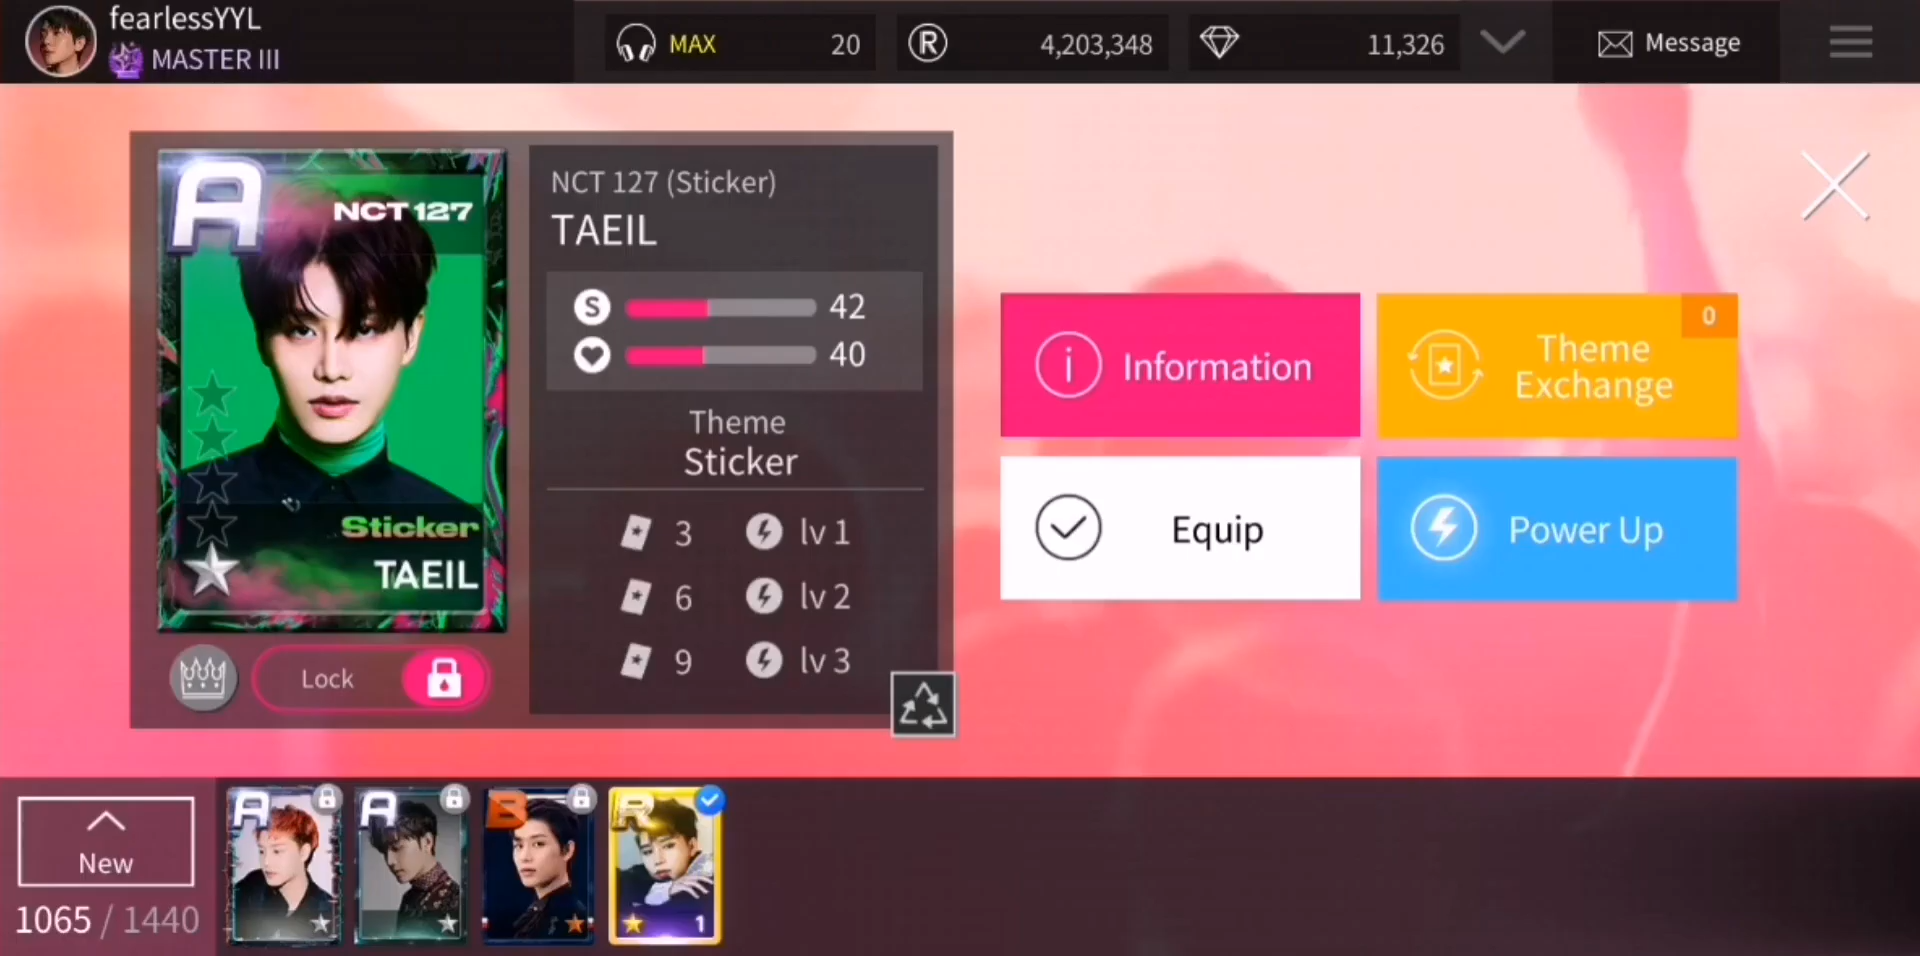 fearlessYYL
MASTER III
MAX 20
R 4,203,348
11,326
Message
A
NCT 127
Sticker
TAEIL
Lock
NCT 127 (Sticker)
TAEIL
S 42
40
Theme
Sticker
3 lv 1
6 lv 2
9 lv 3
i Information
0
Theme
Exchange
Equip
Power Up
New
1065 / 1440
A
A
B
R
1